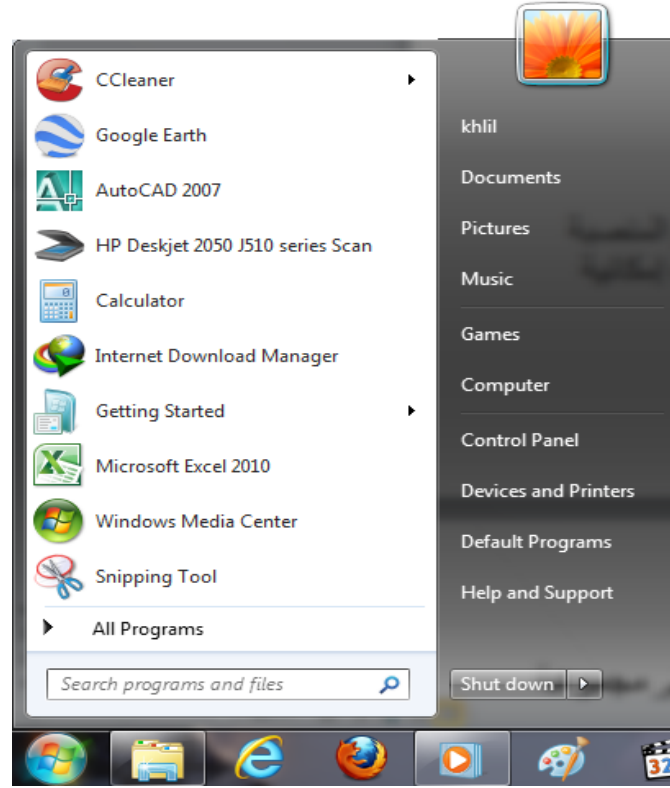 CCleaner
Google Earth
AutoCAD 2007
HP Deskjet 2050 J510 series Scan
Calculator
Internet Download Manager
Getting Started
Microsoft Excel 2010
Windows Media Center
Snipping Tool
All Programs
Search programs and files
khlil
Documents
Pictures
Music
Games
Computer
Control Panel
Devices and Printers
Default Programs
Help and Support
Shut down
32